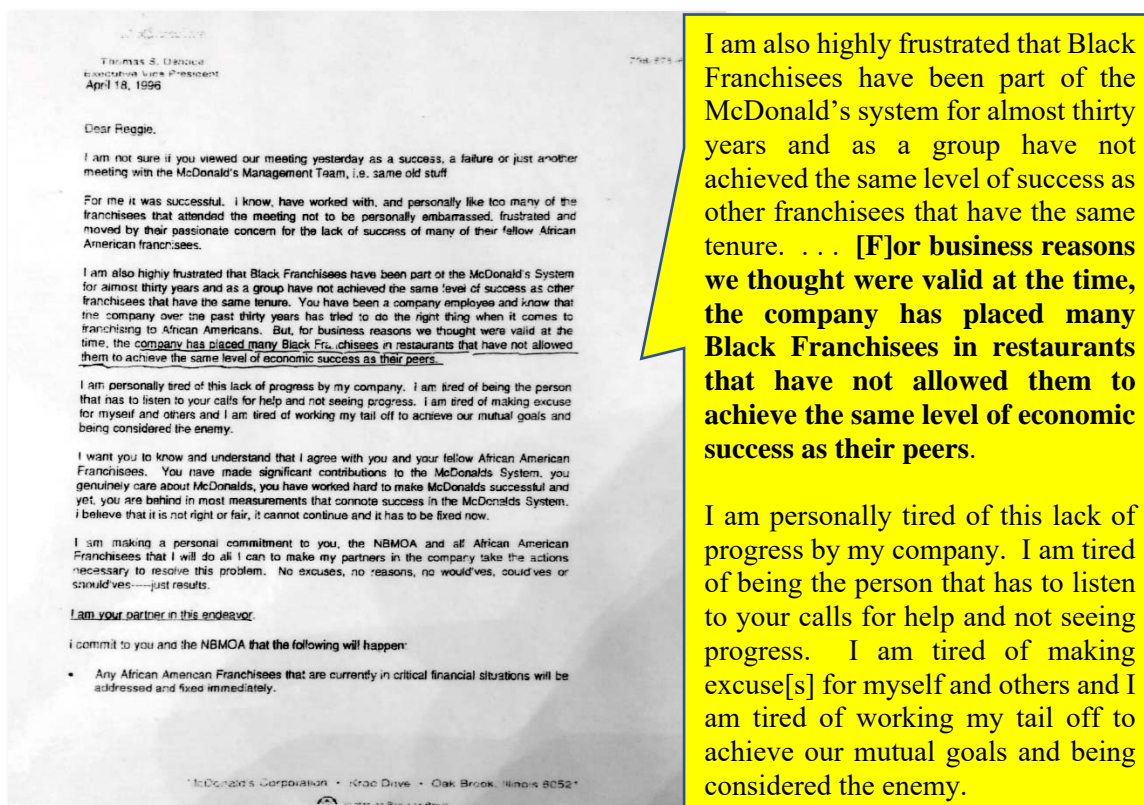 Executive Vice President
April 18, 1996
Dear Reggie,
I am not sure if you viewed our meeting yesterday as a success, a failure or just another
meeting with the McDonald's Management Team, i.e. same old stuff
For me it was successful. I know, have worked with, and personally like too many of the
franchisees that attended the meeting not to be personally embarrassed, frustrated and
moved by their passionate concern for the lack of success of many of their fellow African
American franchisees.
I am also highly frustrated that Black Franchisees have been part of the McDonald's System
for almost thirty years and as a group have not achieved the same level of success as other
franchisees that have the same tenure. You have been a company employee and know that
the company over the past thirty years has tried to do the right thing when it comes to
franchising to African Americans. But, for business reasons we thought were valid at the
time, the company has placed many Black Franchisees in restaurants that have not allowed
them to achieve the same level of economic success as their peers.
I am personally tired of this lack of progress by my company. I am tired of being the person
that has to listen to your calls for help and not seeing progress. I am tired of making excuse
for myself and others and I am tired of working my tail off to achieve our mutual goals and
being considered the enemy.
I want you to know and understand that I agree with you and your fellow African American
Franchisees. You have made significant contributions to the McDonalds System, you
genuinely care about McDonalds, you have worked hard to make McDonalds successful and
yet, you are behind in most measurements that connote success in the McDonalds System.
I believe that it is not right or fair, it cannot continue and it has to be fixed now.
I am making a personal commitment to you, the NBMOA and all African American
Franchisees that I will do all I can to make my partners in the company take the actions
necessary to resolve this problem. No excuses, no reasons, no would'ves, could'ves or
should'ves-----just results.
I am your partner in this endeavor.
I commit to you and the NBMOA that the following will happen:
• Any African American Franchisees that are currently in critical financial situations will be
addressed and fixed immediately.
McDonald's Corporation • Kroc Drive • Oak Brook, Illinois
I am also highly frustrated that Black
Franchisees have been part of the
McDonald's system for almost thirty
years and as a group have not
achieved the same level of success as
other franchisees that have the same
tenure. . . . [F]or business reasons
we thought were valid at the time,
the company has placed many
Black Franchisees in restaurants
that have not allowed them to
achieve the same level of economic
success as their peers.
I am personally tired of this lack of
progress by my company. I am tired
of being the person that has to listen
to your calls for help and not seeing
progress. I am tired of making
excuse[s] for myself and others and I
am tired of working my tail off to
achieve our mutual goals and being
considered the enemy.